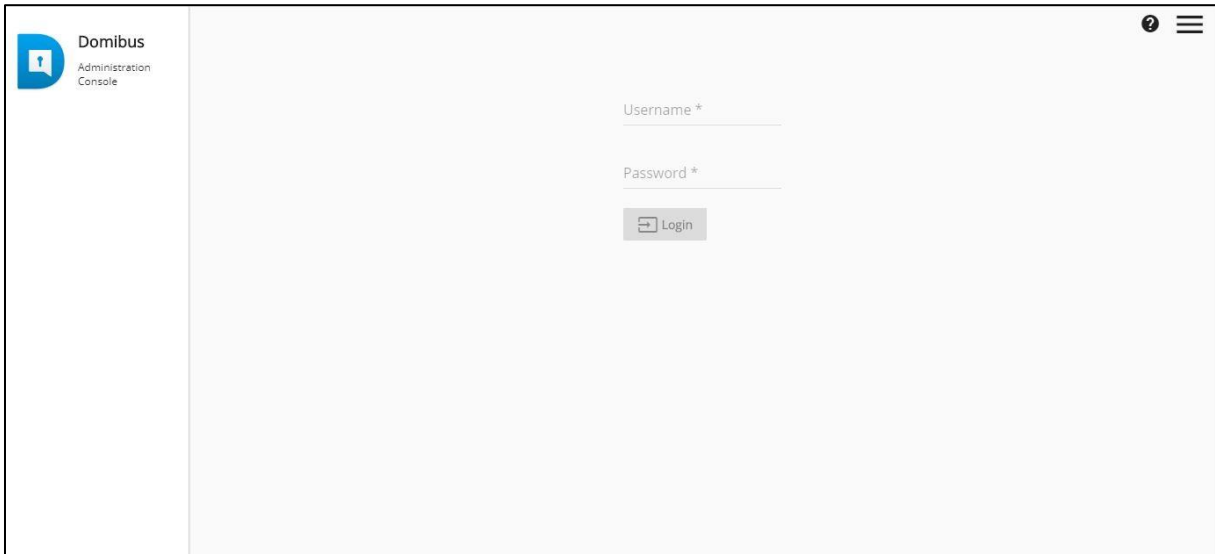 Domibus
Administration
Console
Username *
Password *
Login